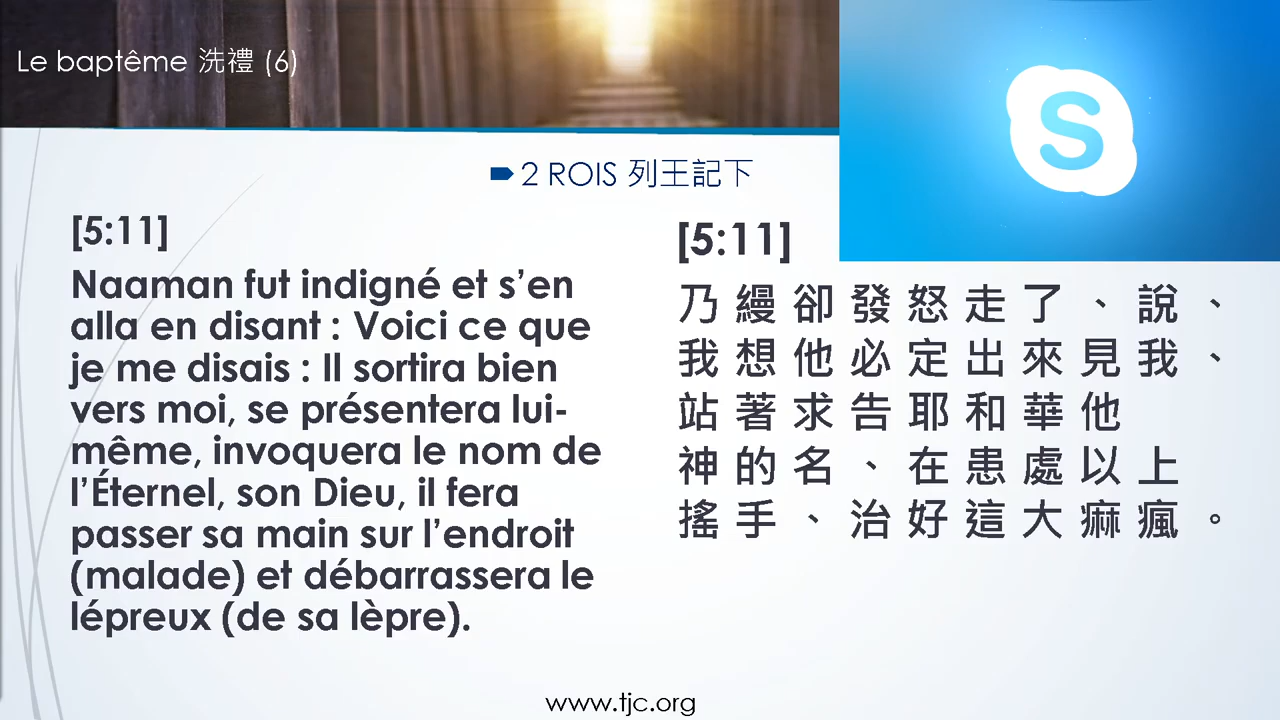 Le baptême 洗禮 (6)
S
2 ROIS 列王記下
[5:11]
Naaman fut indigné et s’en
alla en disant : Voici ce que
je me disais : Il sortira bien
vers moi, se présentera lui-
même, invoquera le nom de
l’Éternel, son Dieu, il fera
passer sa main sur l’endroit
(malade) et débarrassera le
lépreux (de sa lèpre).
[5:11]
乃縵卻發怒走了、說、
我想他必定出來見我、
站著求告耶和華他
神的名、在患處以上
搖手、治好這大痲瘋。
www.tjc.org